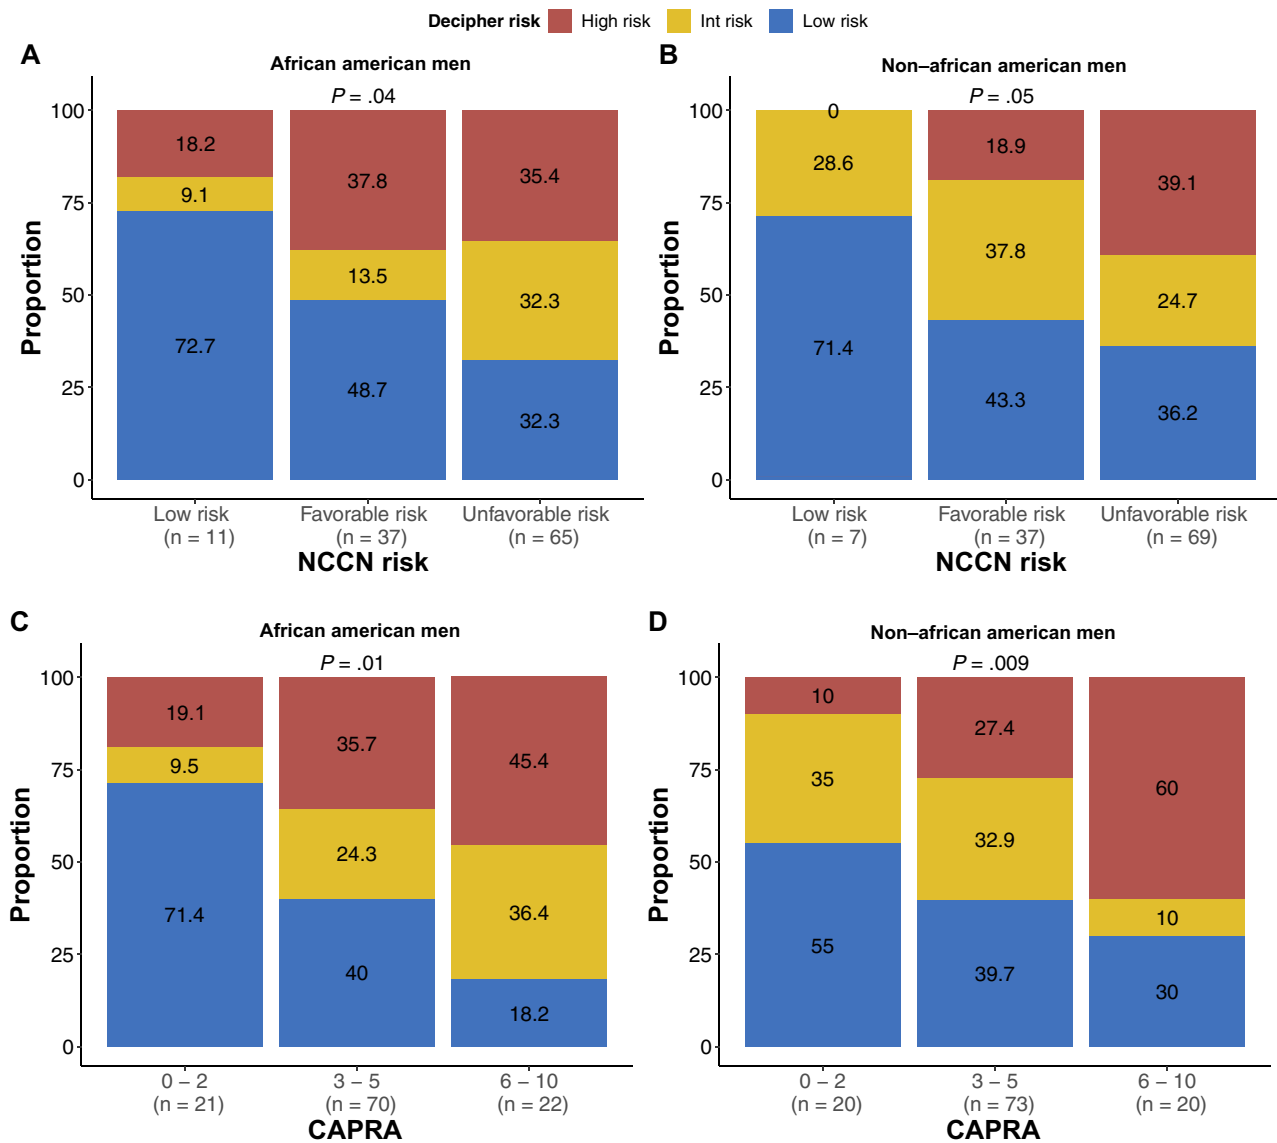 Decipher risk High risk Int risk Low risk
A
African american men
P = .04
100
75
50
25
0
Proportion
18.2
9.1
72.7
37.8
13.5
48.7
35.4
32.3
32.3
Low risk Favorable risk Unfavorable risk
(n = 11) (n = 37) (n = 65)
NCCN risk
B
Non–african american men
P = .05
100
75
50
25
0
Proportion
0
28.6
71.4
18.9
37.8
43.3
39.1
24.7
36.2
Low risk Favorable risk Unfavorable risk
(n = 7) (n = 37) (n = 69)
NCCN risk
C
African american men
P = .01
100
75
50
25
0
Proportion
19.1
9.5
71.4
35.7
24.3
40
45.4
36.4
18.2
0 – 2 3 – 5 6 – 10
(n = 21) (n = 70) (n = 22)
CAPRA
D
Non–african american men
P = .009
100
75
50
25
0
Proportion
10
35
55
27.4
32.9
39.7
60
10
30
0 – 2 3 – 5 6 – 10
(n = 20) (n = 73) (n = 20)
CAPRA